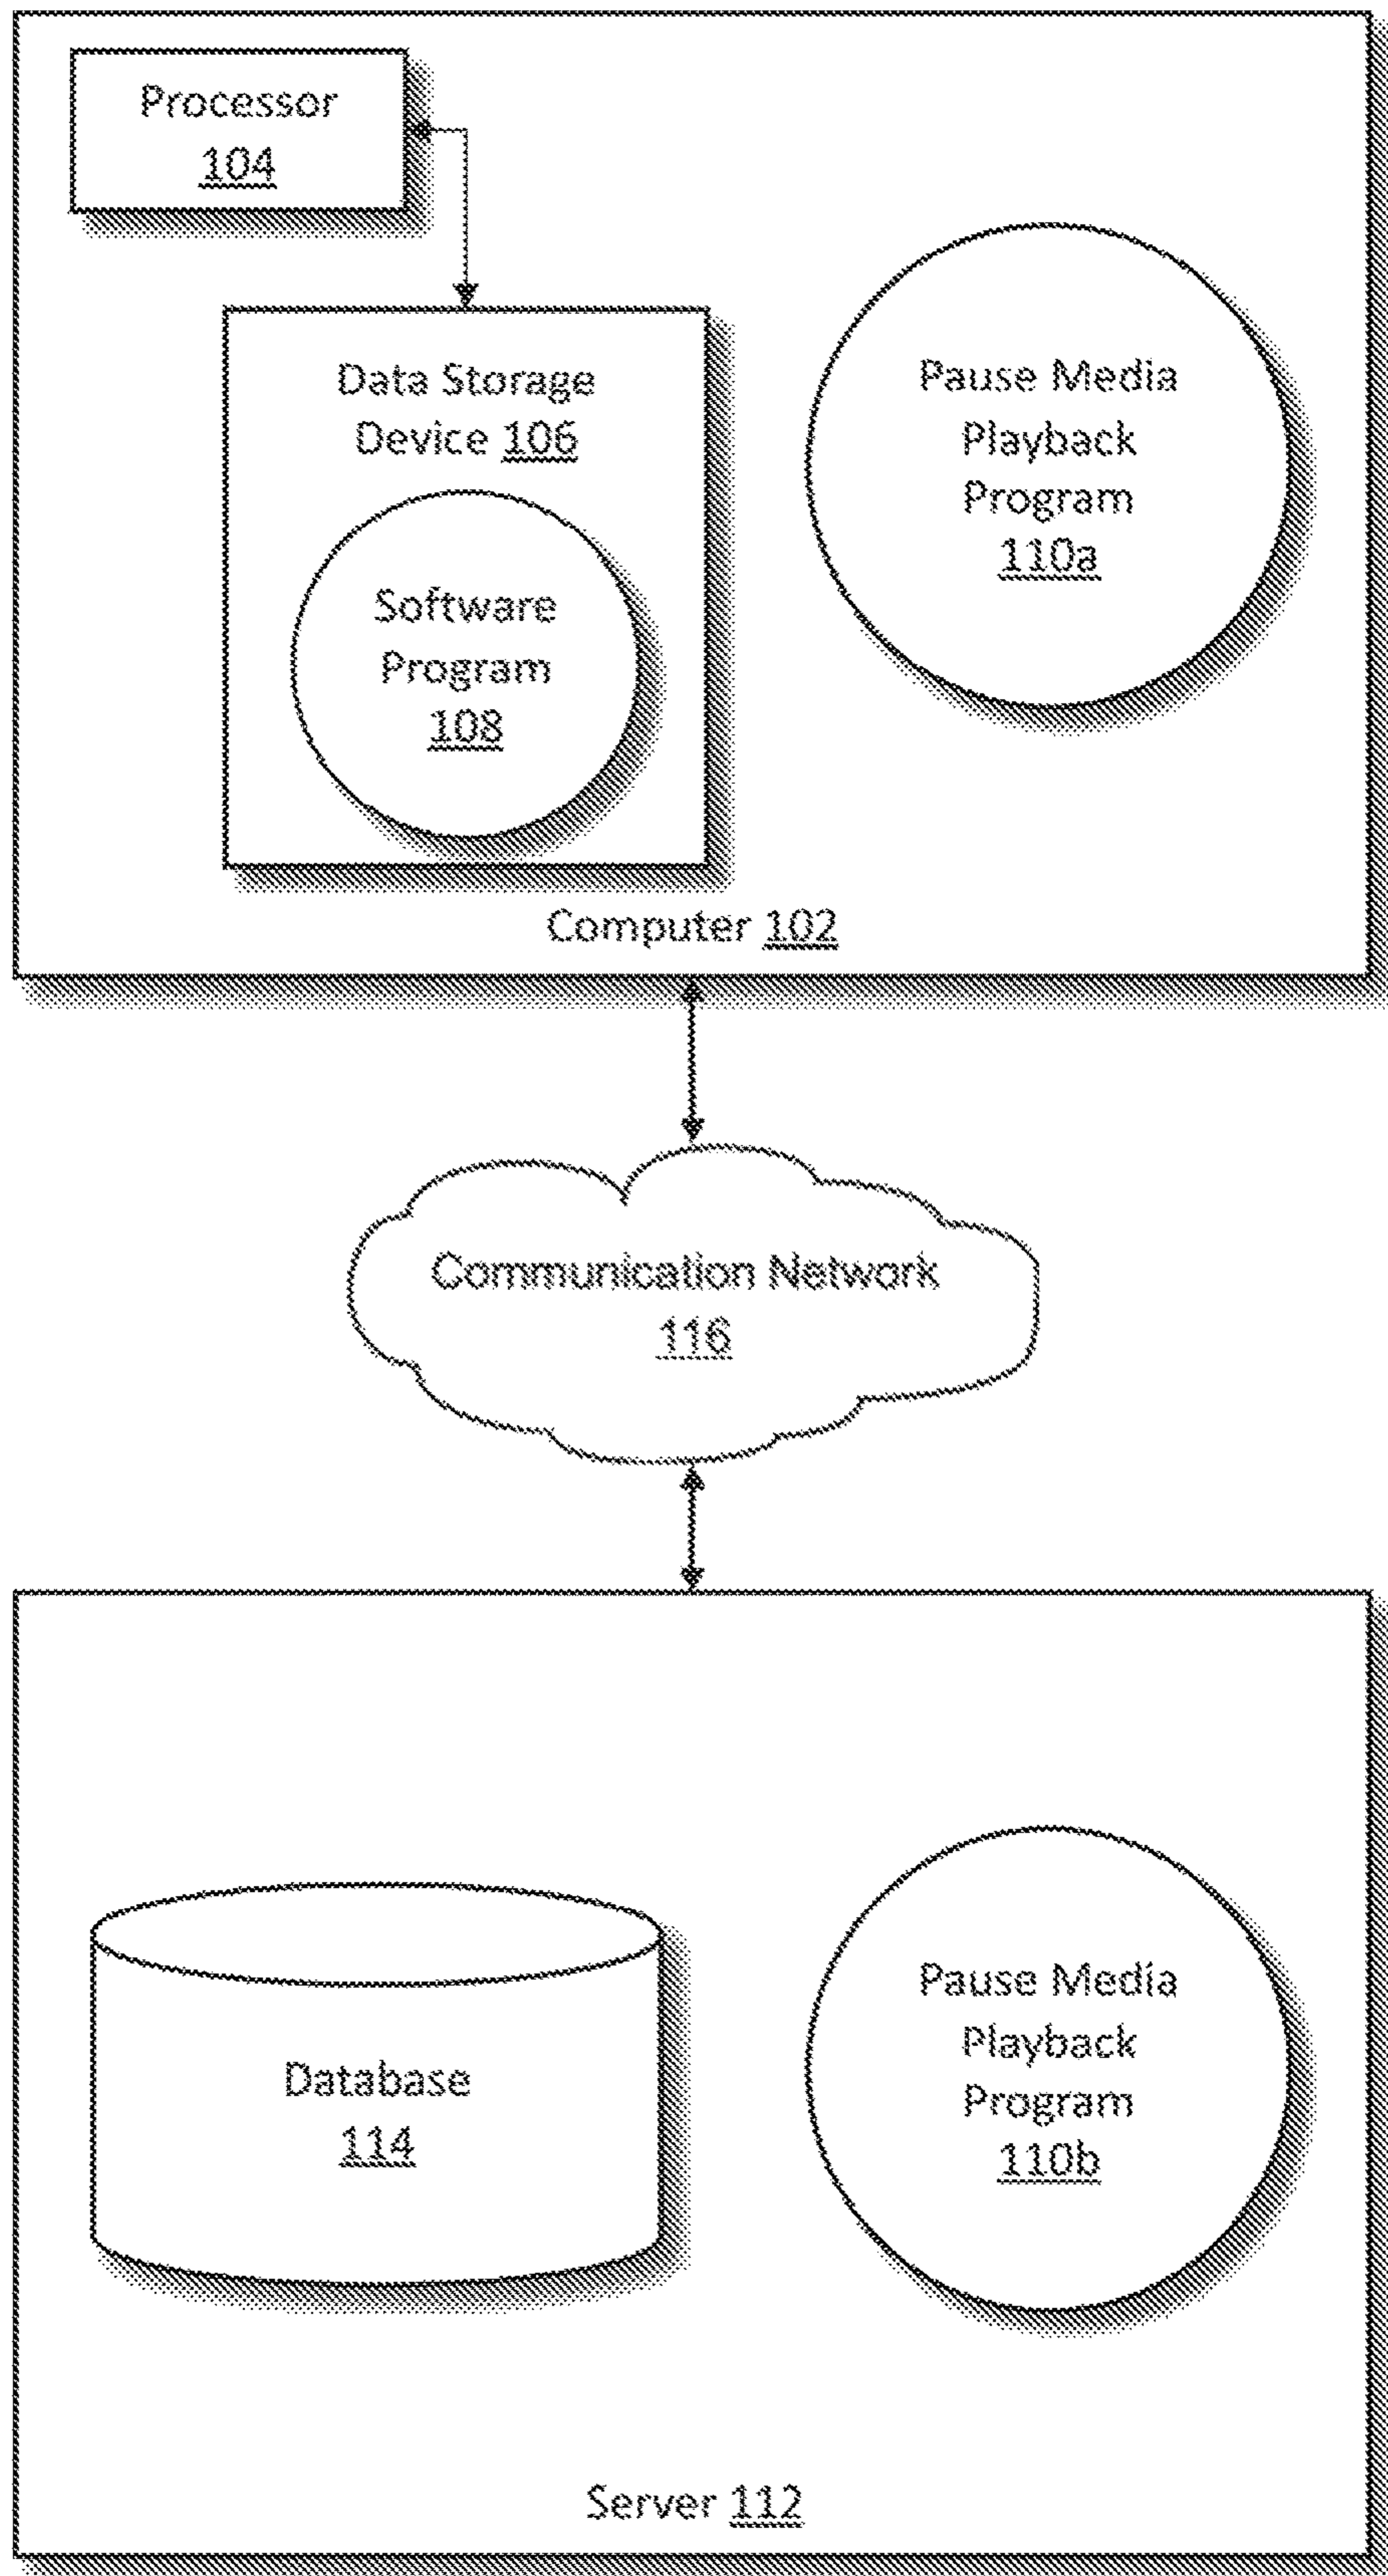 Processor
104
Data Storage
Device 106
Software
Program
108
Pause Media
Playback
Program
110a
Computer 102
Communication Network
116
Database
114
Pause Media
Playback
Program
110b
Server 112